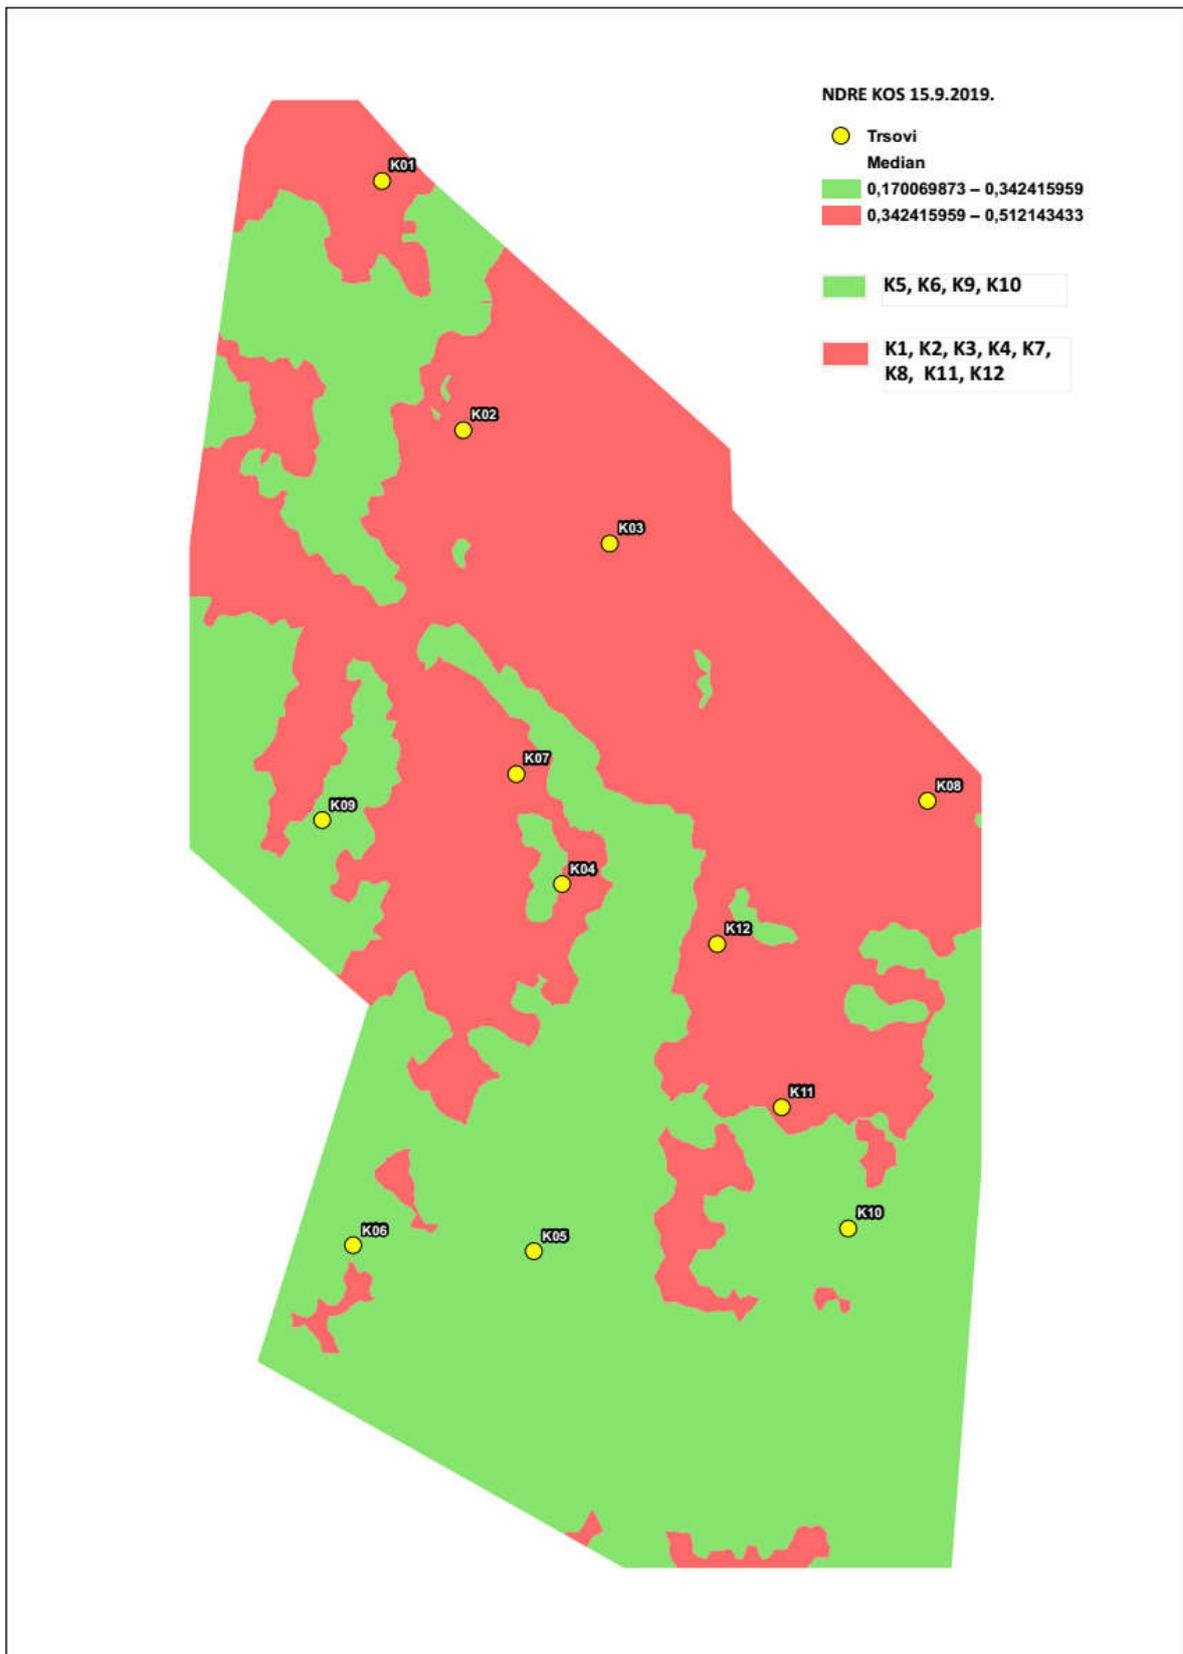 NDRE KOS 15.9.2019.
Trsovi
Median
0,170069873 – 0,342415959
0,342415959 – 0,512143433
K5, K6, K9, K10
K1, K2, K3, K4, K7,
K8, K11, K12
K01
K02
K03
K07
K08
K09
K04
K12
K11
K10
K06
K05